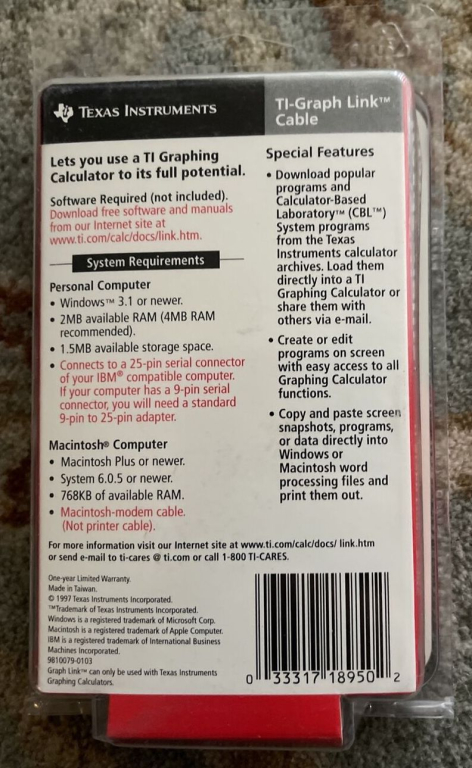 TEXAS INSTRUMENTS
TI-Graph Link™
Cable
Lets you use a TI Graphing
Calculator to its full potential.
Software Required (not included).
Download free software and manuals
from our Internet site at
www.ti.com/calc/docs/link.htm.
System Requirements
Personal Computer
• Windows™ 3.1 or newer.
• 2MB available RAM (4MB RAM
recommended).
• 1.5MB available storage space.
• Connects to a 25-pin serial connector
of your IBM® compatible computer.
If your computer has a 9-pin serial
connector, you will need a standard
9-pin to 25-pin adapter.
Macintosh® Computer
• Macintosh Plus or newer.
• System 6.0.5 or newer.
• 768KB of available RAM.
• Macintosh-modem cable.
(Not printer cable).
Special Features
• Download popular
programs and
Calculator-Based
Laboratory™ (CBL™)
System programs
from the Texas
Instruments calculator
archives. Load them
directly into a TI
Graphing Calculator or
share them with
others via e-mail.
• Create or edit
programs on screen
with easy access to all
Graphing Calculator
functions.
• Copy and paste screen
snapshots, programs,
or data directly into
Windows or
Macintosh word
processing files and
print them out.
For more information visit our Internet site at www.ti.com/calc/docs/ link.htm
or send e-mail to ti-cares @ ti.com or call 1-800 TI-CARES.
One-year Limited Warranty.
Made in Taiwan.
© 1997 Texas Instruments Incorporated.
™Trademark of Texas Instruments Incorporated.
Windows is a registered trademark of Microsoft Corp.
Macintosh is a registered trademark of Apple Computer.
IBM is a registered trademark of International Business
Machines Incorporated.
9810079-0103
Graph Link™ can only be used with Texas Instruments
Graphing Calculators.
0 33317 18950 2